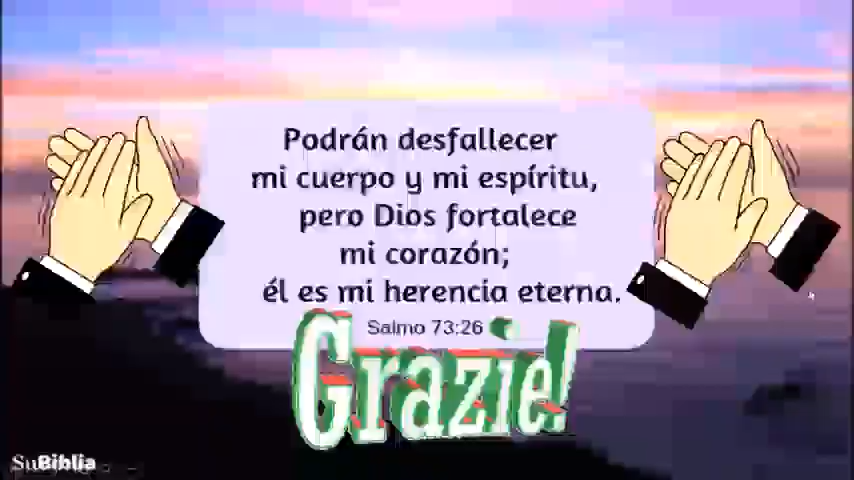 Podrán desfallecer
mi cuerpo y mi espíritu,
pero Dios fortalece
mi corazón;
él es mi herencia eterna.
Salmo 73:26
Grazie!
SuBiblia